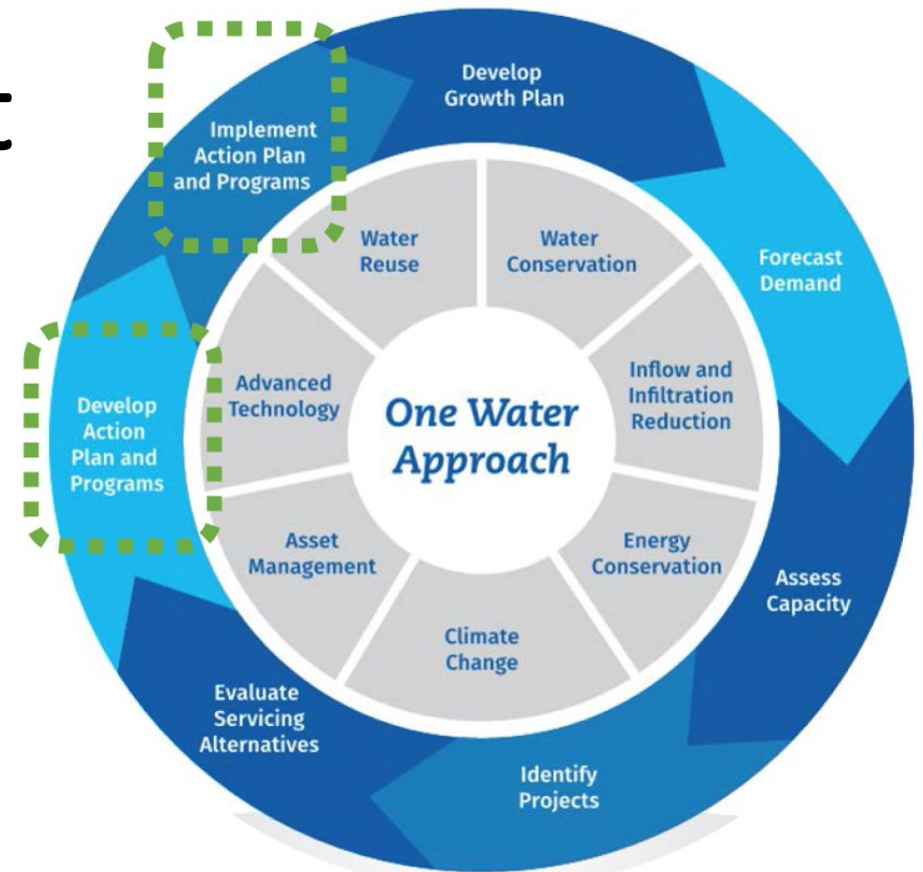 t
Develop
Growth Plan
Forecast
Demand
Assess
Capacity
Identify
Projects
Evaluate
Servicing
Alternatives
Develop
Action
Plan and
Programs
Implement
Action Plan
and Programs
Water
Conservation
Inflow and
Infiltration
Reduction
Energy
Conservation
Climate
Change
Asset
Management
Advanced
Technology
Water
Reuse
One Water
Approach